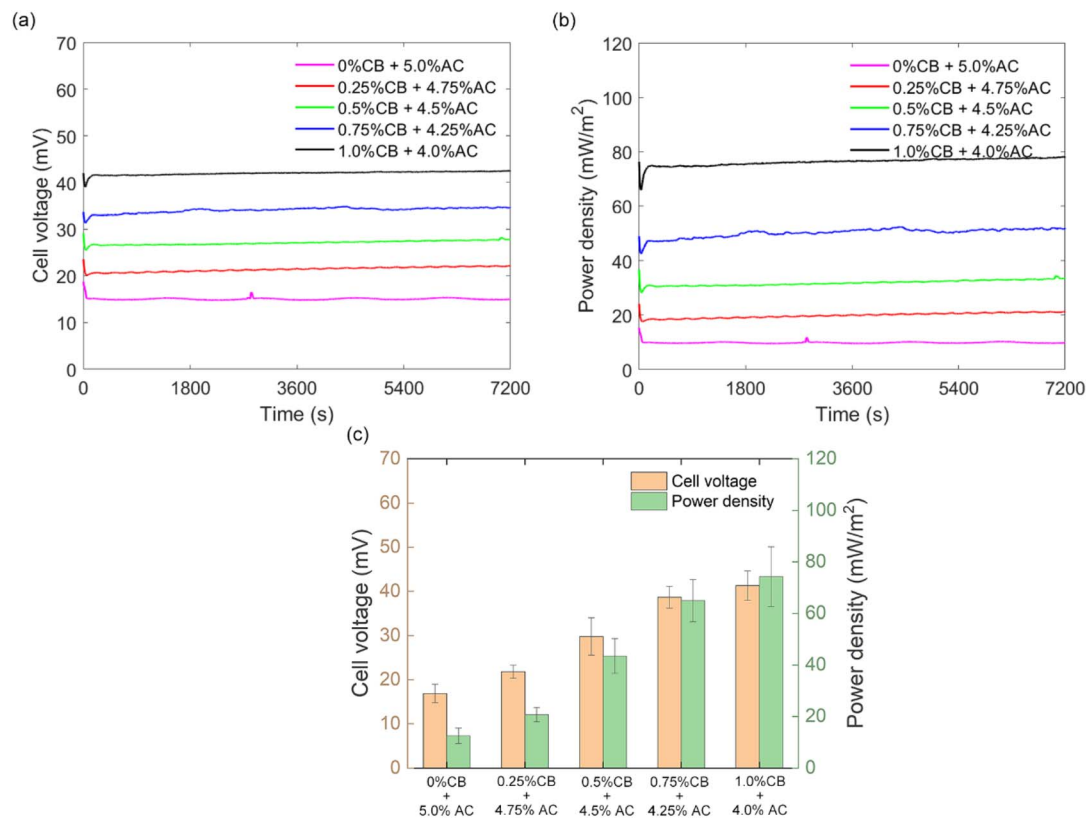 (a)
70
60
50
40
30
20
10
0
Cell voltage (mV)
0%CB + 5.0%AC
0.25%CB + 4.75%AC
0.5%CB + 4.5%AC
0.75%CB + 4.25%AC
1.0%CB + 4.0%AC
0 1800 3600 5400 7200
Time (s)
(b)
120
100
80
60
40
20
0
Power density (mW/m²)
0%CB + 5.0%AC
0.25%CB + 4.75%AC
0.5%CB + 4.5%AC
0.75%CB + 4.25%AC
1.0%CB + 4.0%AC
0 1800 3600 5400 7200
Time (s)
(c)
70
60
50
40
30
20
10
0
Cell voltage (mV)
Cell voltage
Power density
120
100
80
60
40
20
0
Power density (mW/m²)
0%CB 0.25%CB 0.5%CB 0.75%CB 1.0%CB
+ + + + +
5.0% AC 4.75% AC 4.5% AC 4.25% AC 4.0% AC